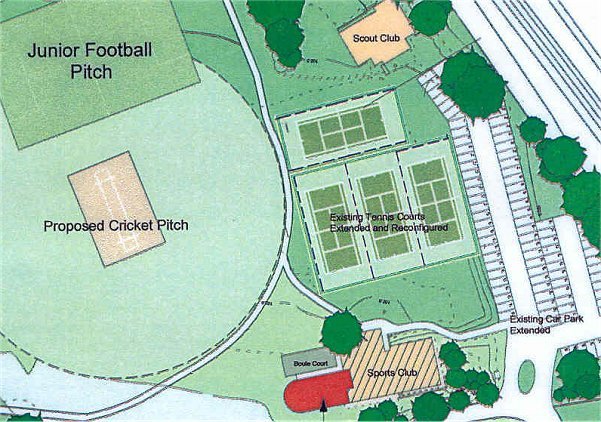 Junior Football
Pitch
Scout Club
Proposed Cricket Pitch
Existing Tennis Courts
Extended and Reconfigured
Existing Car Park
Extended
Boule Court
Sports Club